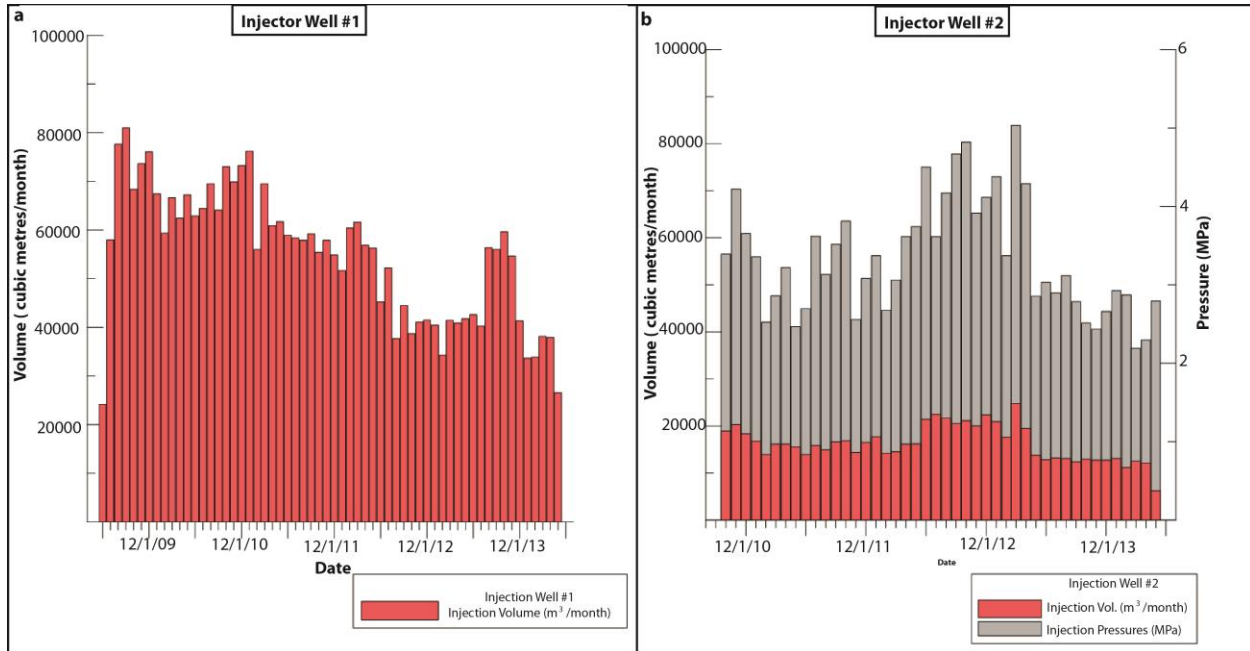 a
Injector Well #1
100000
80000
60000
40000
20000
Volume ( cubic metres/month)
12/1/09 12/1/10 12/1/11 12/1/12 12/1/13
Date
Injection Well #1
Injection Volume (m³ /month)
b
Injector Well #2
100000
80000
60000
40000
20000
Volume ( cubic metres/month)
6
4
2
Pressure (MPa)
12/1/10 12/1/11 12/1/12 12/1/13
Date
Injection Well #2
Injection Vol. (m³ /month)
Injection Pressures (MPa)